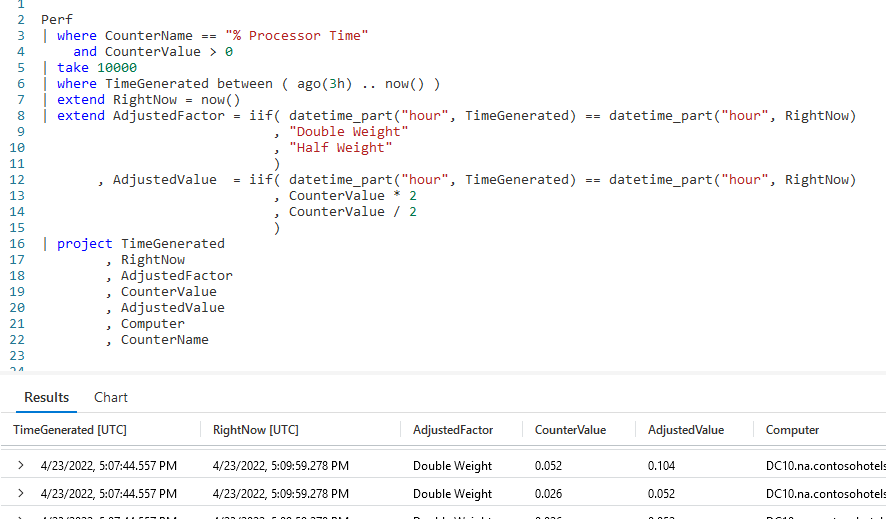 1
2 Perf
3 | where CounterName == "% Processor Time"
4     and CounterValue > 0
5 | take 10000
6 | where TimeGenerated between ( ago(3h) .. now() )
7 | extend RightNow = now()
8 | extend AdjustedFactor = iif( datetime_part("hour", TimeGenerated) == datetime_part("hour", RightNow)
9                              , "Double Weight"
10                             , "Half Weight"
11                             )
12        , AdjustedValue  = iif( datetime_part("hour", TimeGenerated) == datetime_part("hour", RightNow)
13                             , CounterValue * 2
14                             , CounterValue / 2
15                             )
16 | project TimeGenerated
17         , RightNow
18         , AdjustedFactor
19         , CounterValue
20         , AdjustedValue
21         , Computer
22         , CounterName
23
24
Results Chart
TimeGenerated [UTC] RightNow [UTC] AdjustedFactor CounterValue AdjustedValue Computer
> 4/23/2022, 5:07:44.557 PM 4/23/2022, 5:09:59.278 PM Double Weight 0.052 0.104 DC10.na.contosohotels
> 4/23/2022, 5:07:44.557 PM 4/23/2022, 5:09:59.278 PM Double Weight 0.026 0.052 DC10.na.contosohotels